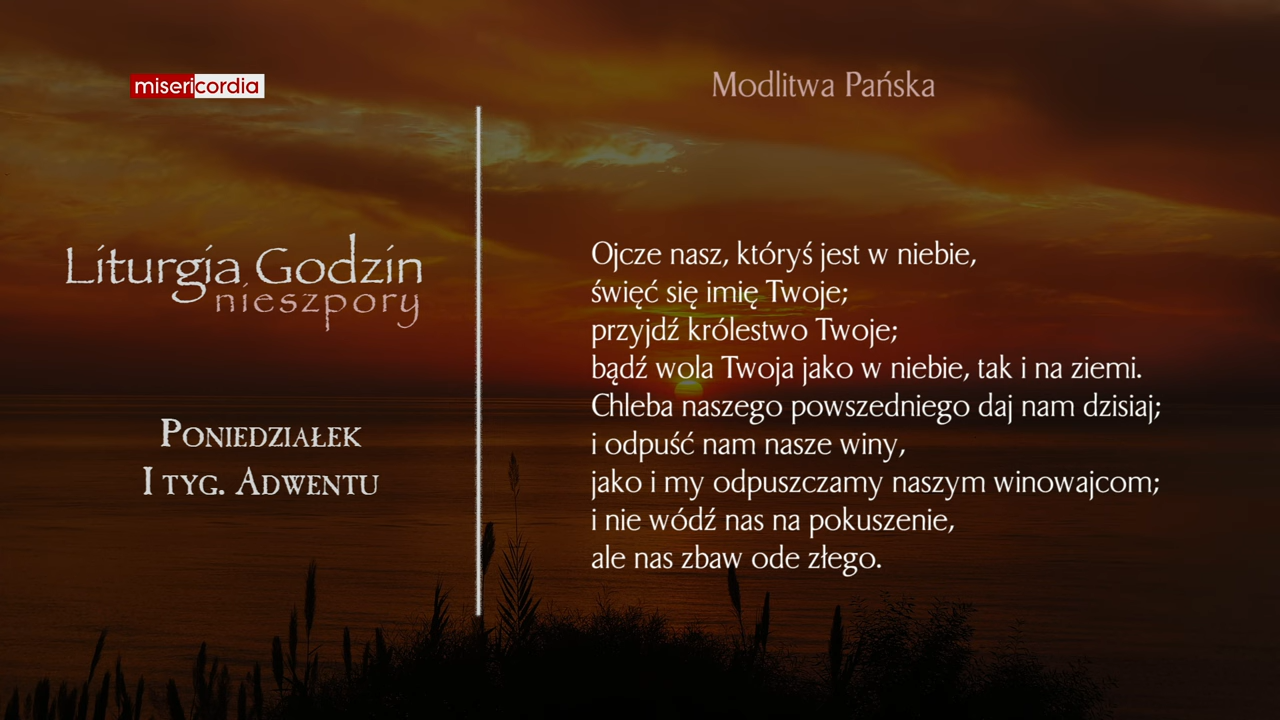 misericordia
Liturgia Godzin
nieszpory
Poniedziałek
I tyg. Adwentu
Modlitwa Pańska
Ojcze nasz, któryś jest w niebie,
święć się imię Twoje;
przyjdź królestwo Twoje;
bądź wola Twoja jako w niebie, tak i na ziemi.
Chleba naszego powszedniego daj nam dzisiaj;
i odpuść nam nasze winy,
jako i my odpuszczamy naszym winowajcom;
i nie wódź nas na pokuszenie,
ale nas zbaw ode złego.